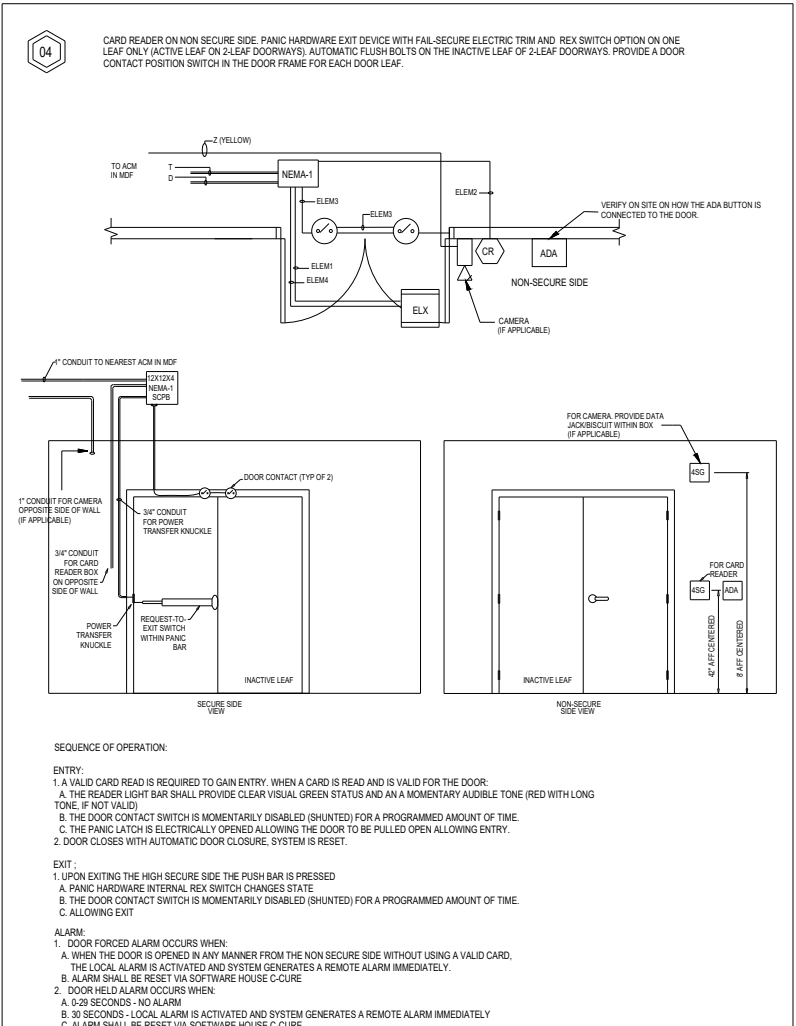 04
CARD READER ON NON SECURE SIDE. PANIC HARDWARE EXIT DEVICE WITH FAIL-SECURE ELECTRIC TRIM AND REX SWITCH OPTION ON ONE
LEAF ONLY (ACTIVE LEAF ON 2-LEAF DOORWAYS). AUTOMATIC FLUSH BOLTS ON THE INACTIVE LEAF OF 2-LEAF DOORWAYS. PROVIDE A DOOR
CONTACT POSITION SWITCH IN THE DOOR FRAME FOR EACH DOOR LEAF.
Z (YELLOW)
TO ACM
IN MDF
T
D
NEMA-1
ELEM3
ELEM3
ELEM2
VERIFY ON SITE ON HOW THE ADA BUTTON IS
CONNECTED TO THE DOOR.
CR
ADA
ELEM1
ELEM4
NON-SECURE SIDE
ELX
CAMERA
(IF APPLICABLE)
1" CONDUIT TO NEAREST ACM IN MDF
12X12X4
NEMA-1
SCPB
DOOR CONTACT (TYP OF 2)
1" CONDUIT FOR CAMERA
OPPOSITE SIDE OF WALL
(IF APPLICABLE)
3/4" CONDUIT
FOR POWER
TRANSFER KNUCKLE
3/4" CONDUIT
FOR CARD
READER BOX
ON OPPOSITE
SIDE OF WALL
POWER
TRANSFER
KNUCKLE
REQUEST-TO-
EXIT SWITCH
WITHIN PANIC
BAR
INACTIVE LEAF
SECURE SIDE
VIEW
FOR CAMERA. PROVIDE DATA
JACK/BISCUIT WITHIN BOX
(IF APPLICABLE)
4SG
FOR CARD
READER
4SG
ADA
42" AFF CENTERED
8 AFF CENTERED
INACTIVE LEAF
NON-SECURE
SIDE VIEW
SEQUENCE OF OPERATION:
ENTRY:
1. A VALID CARD READ IS REQUIRED TO GAIN ENTRY. WHEN A CARD IS READ AND IS VALID FOR THE DOOR:
A. THE READER LIGHT BAR SHALL PROVIDE CLEAR VISUAL GREEN STATUS AND AN A MOMENTARY AUDIBLE TONE (RED WITH LONG
TONE, IF NOT VALID)
B. THE DOOR CONTACT SWITCH IS MOMENTARILY DISABLED (SHUNTED) FOR A PROGRAMMED AMOUNT OF TIME.
C. THE PANIC LATCH IS ELECTRICALLY OPENED ALLOWING THE DOOR TO BE PULLED OPEN ALLOWING ENTRY.
2. DOOR CLOSES WITH AUTOMATIC DOOR CLOSURE, SYSTEM IS RESET.
EXIT ;
1. UPON EXITING THE HIGH SECURE SIDE THE PUSH BAR IS PRESSED
A. PANIC HARDWARE INTERNAL REX SWITCH CHANGES STATE
B. THE DOOR CONTACT SWITCH IS MOMENTARILY DISABLED (SHUNTED) FOR A PROGRAMMED AMOUNT OF TIME.
C. ALLOWING EXIT
ALARM:
1. DOOR FORCED ALARM OCCURS WHEN:
A. WHEN THE DOOR IS OPENED IN ANY MANNER FROM THE NON SECURE SIDE WITHOUT USING A VALID CARD,
THE LOCAL ALARM IS ACTIVATED AND SYSTEM GENERATES A REMOTE ALARM IMMEDIATELY.
B. ALARM SHALL BE RESET VIA SOFTWARE HOUSE C-CURE
2. DOOR HELD ALARM OCCURS WHEN:
A. 0-29 SECONDS - NO ALARM
B. 30 SECONDS - LOCAL ALARM IS ACTIVATED AND SYSTEM GENERATES A REMOTE ALARM IMMEDIATELY
C. ALARM SHALL BE RESET VIA SOFTWARE HOUSE C-CURE